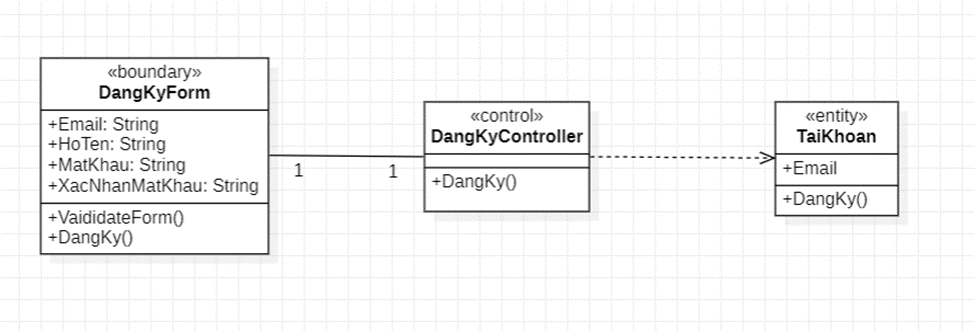 «boundary»
DangKyForm
+Email: String
+HoTen: String
+MatKhau: String
+XacNhanMatKhau: String
+VaididateForm()
+DangKy()
1
1
«control»
DangKyController
+DangKy()
«entity»
TaiKhoan
+Email
+DangKy()